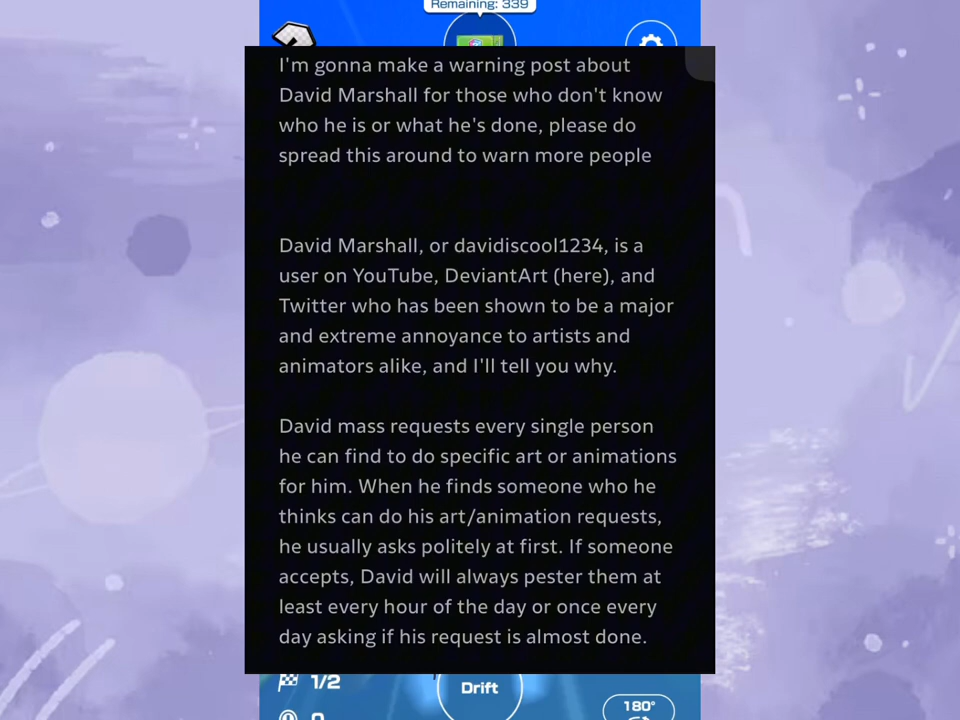 Remaining: 339
I'm gonna make a warning post about
David Marshall for those who don't know
who he is or what he's done, please do
spread this around to warn more people
David Marshall, or davidiscool1234, is a
user on YouTube, DeviantArt (here), and
Twitter who has been shown to be a major
and extreme annoyance to artists and
animators alike, and I'll tell you why.
David mass requests every single person
he can find to do specific art or animations
for him. When he finds someone who he
thinks can do his art/animation requests,
he usually asks politely at first. If someone
accepts, David will always pester them at
least every hour of the day or once every
day asking if his request is almost done.
1/2
Drift
180°